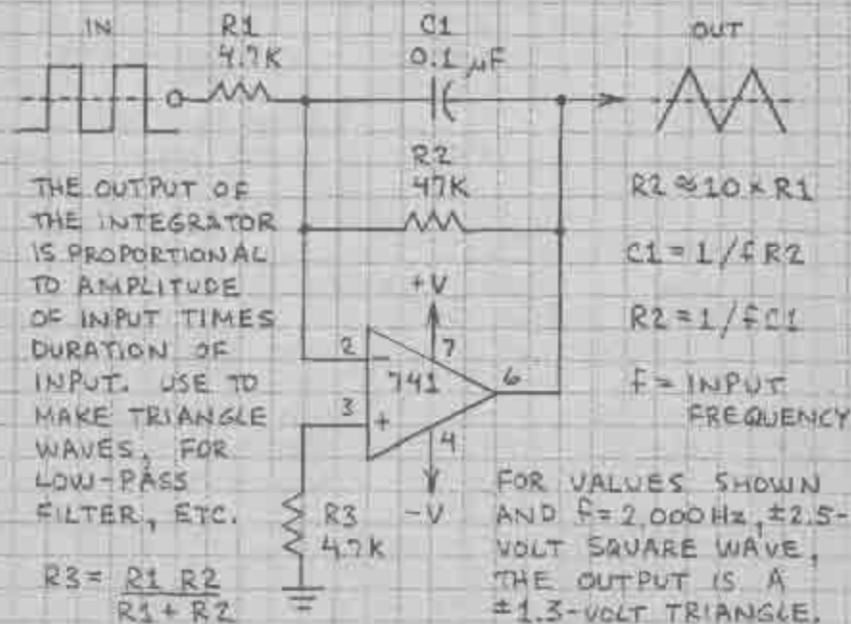 IN
R1
4.7K
C1
0.1 µF
OUT
R2
47K
THE OUTPUT OF
THE INTEGRATOR
IS PROPORTIONAL
TO AMPLITUDE
OF INPUT TIMES
DURATION OF
INPUT. USE TO
MAKE TRIANGLE
WAVES, FOR
LOW-PASS
FILTER, ETC.
R3 = R1 R2
R1 + R2
+V
2
-
741
7
6
3
+
4
-V
R3
4.7K
R2 ≈ 10 × R1
C1 = 1/fR2
R2 = 1/fC1
f = INPUT
FREQUENCY
FOR VALUES SHOWN
AND f = 2,000 Hz, ±2.5-
VOLT SQUARE WAVE,
THE OUTPUT IS A
±1.3-VOLT TRIANGLE.